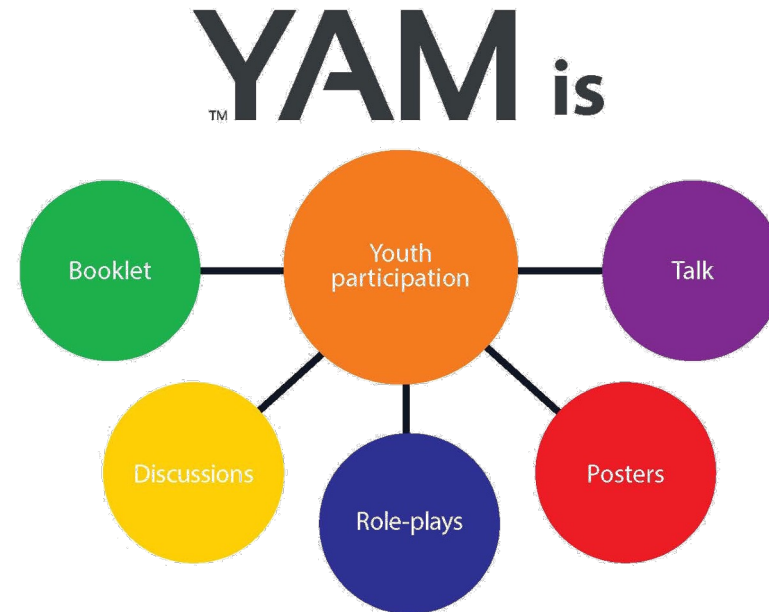 ™YAM is
Youth
participation
Booklet
Talk
Discussions
Role-plays
Posters